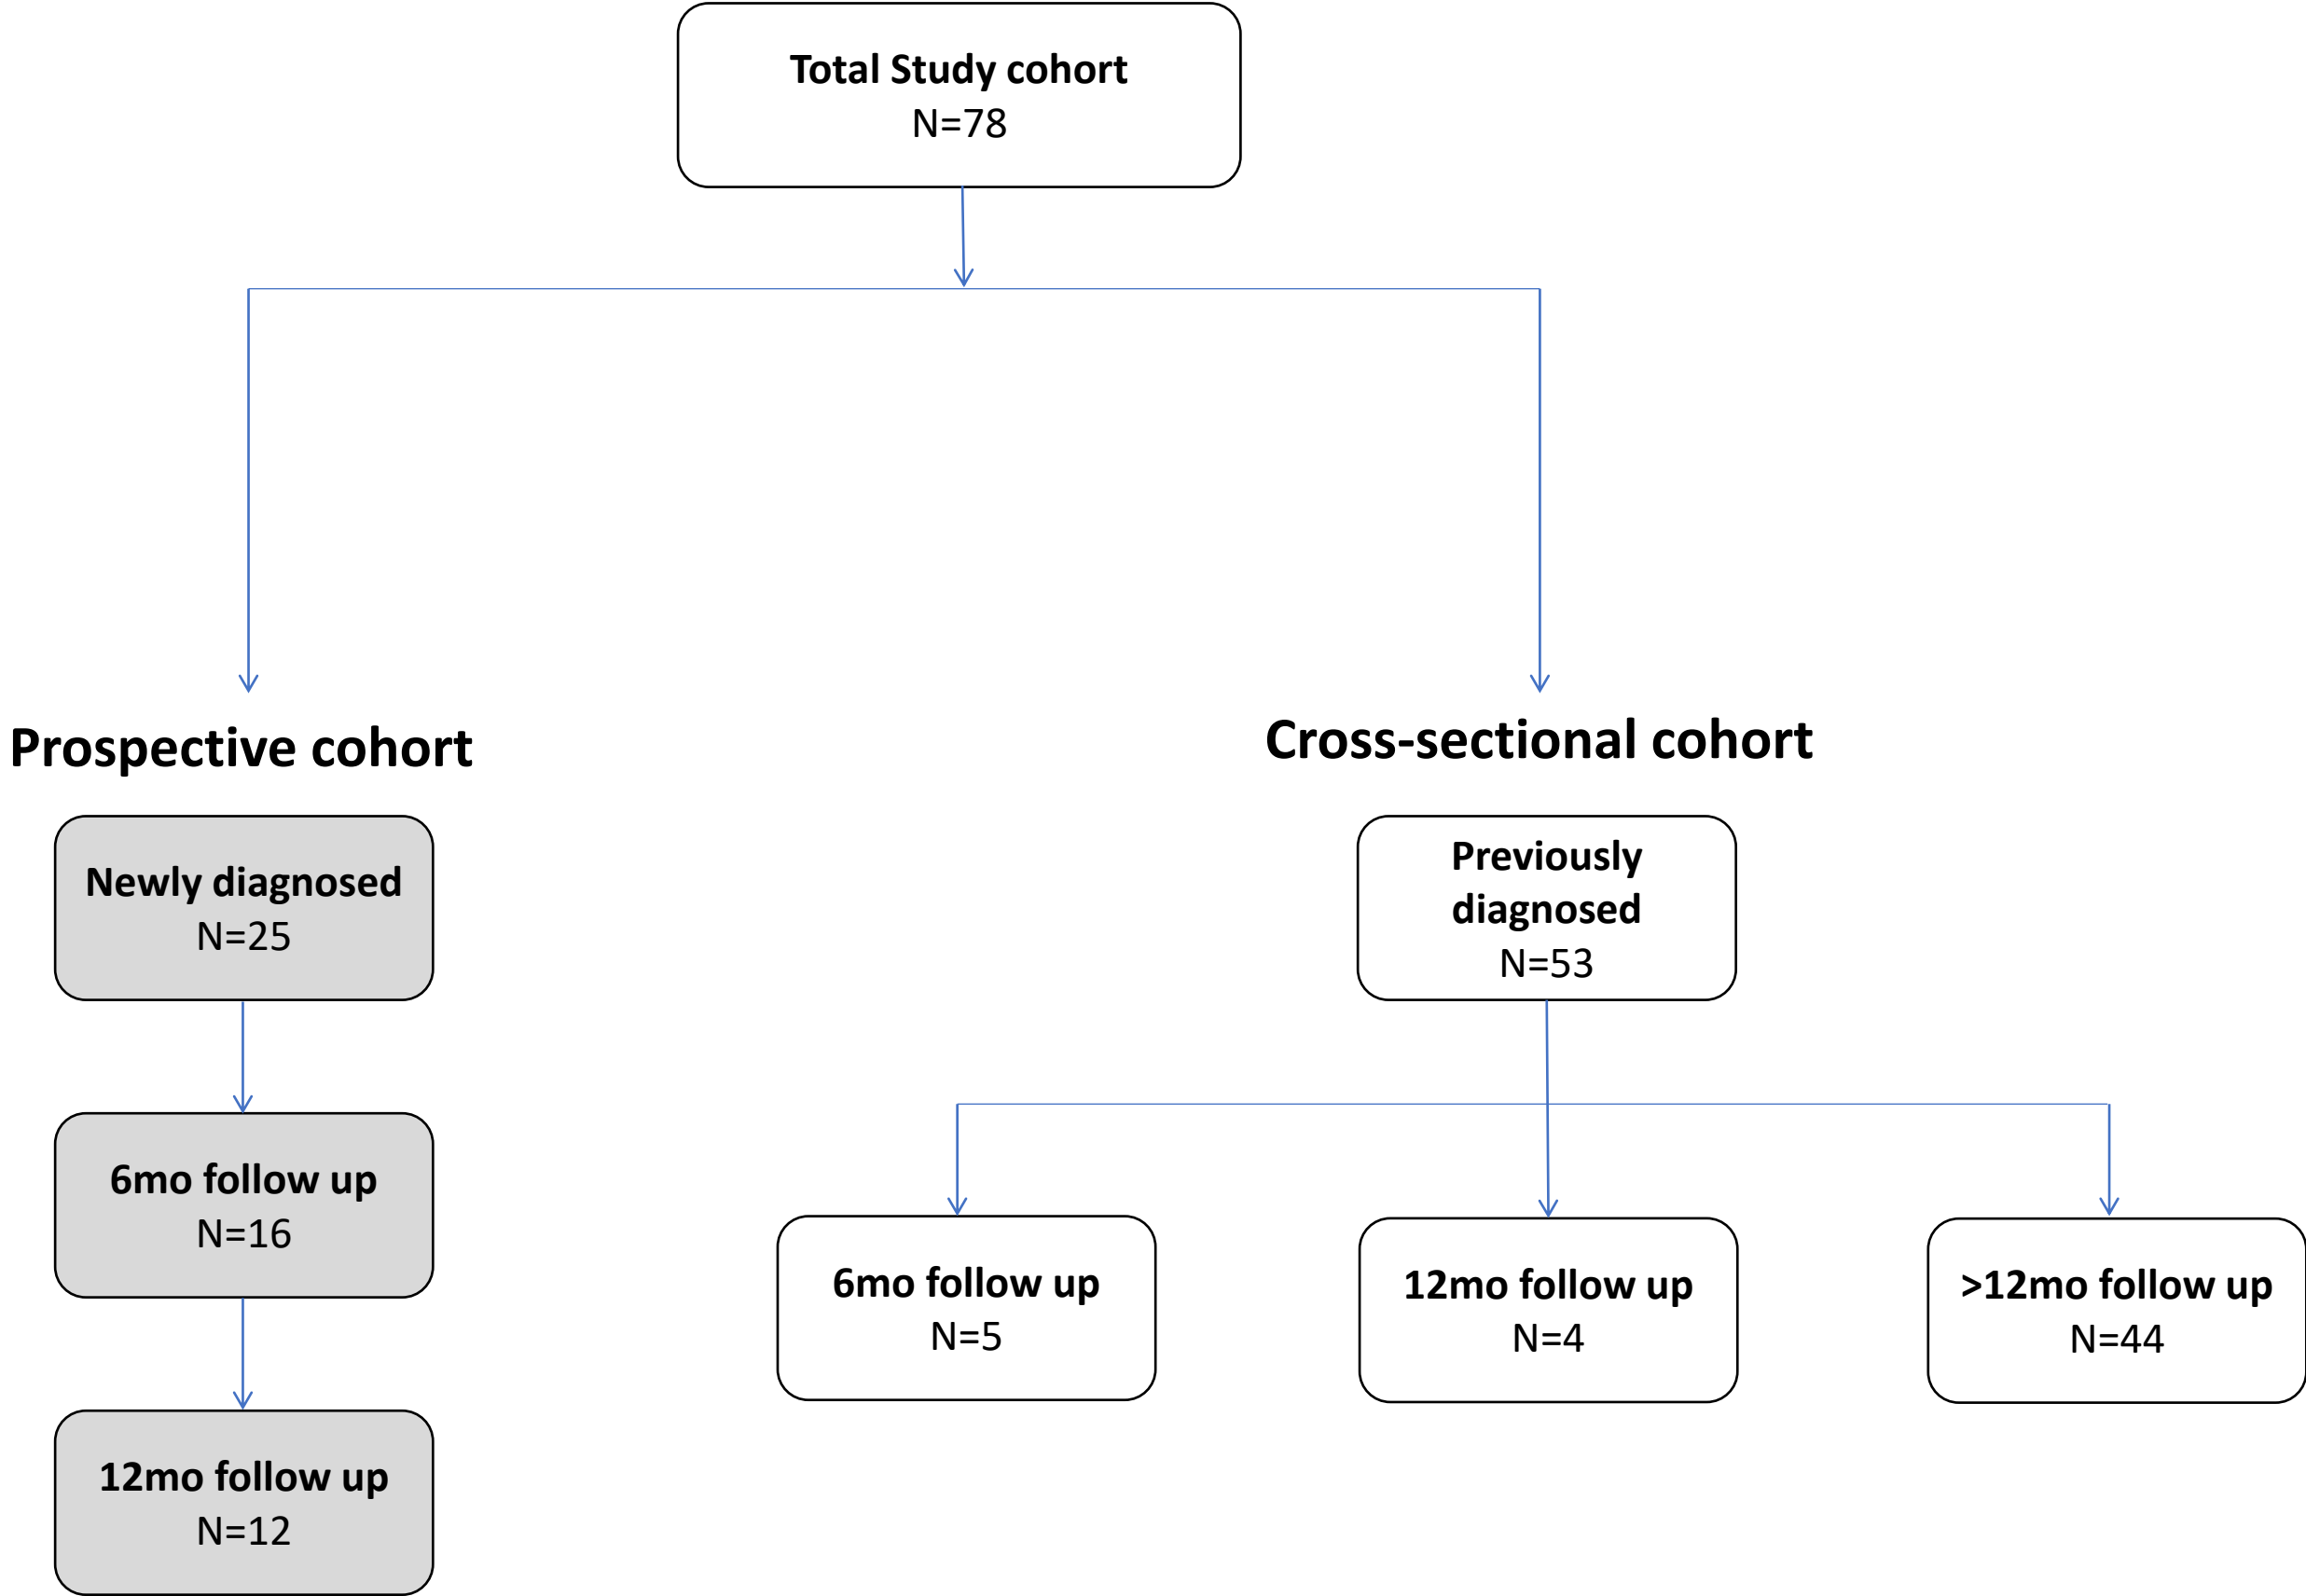 Total Study cohort
N=78
Prospective cohort
Newly diagnosed
N=25
6mo follow up
N=16
12mo follow up
N=12
Cross-sectional cohort
Previously
diagnosed
N=53
6mo follow up
N=5
12mo follow up
N=4
>12mo follow up
N=44